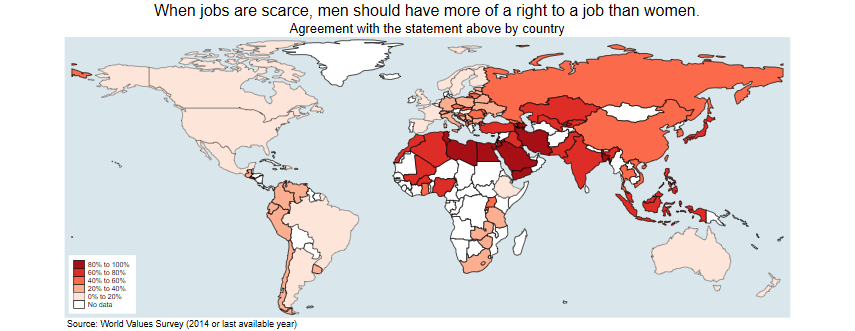 When jobs are scarce, men should have more of a right to a job than women.
Agreement with the statement above by country
80% to 100%
60% to 80%
40% to 60%
20% to 40%
0% to 20%
No data
Source: World Values Survey (2014 or last available year)